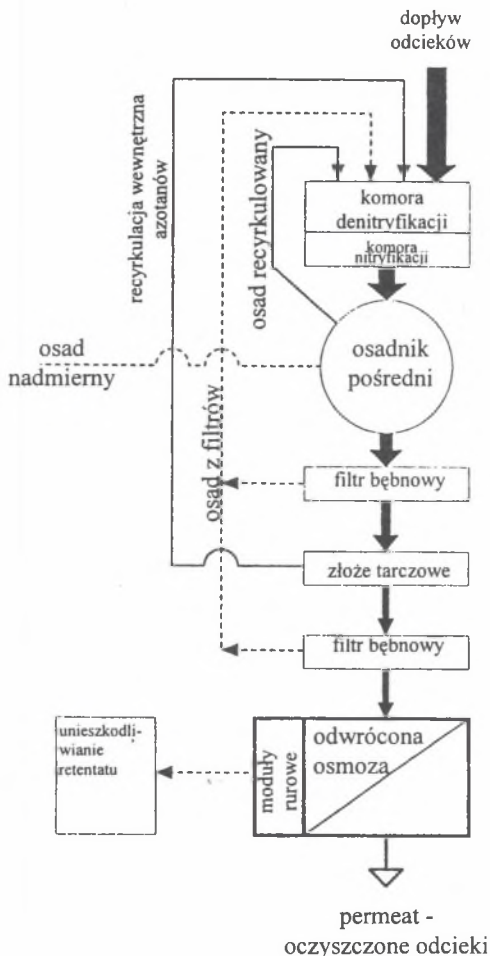 dopływ
odcieków
recyrkulacja wewnętrzna
azotanów
osad recyrkulowany
komora
denitryfikacji
komora
nitryfikacji
osad
nadmierny
osadnik
pośredni
osad z filtrów
filtr bębnowy
złoże tarczowe
filtr bębnowy
unieszkodli-
wianie
retentatu
moduły
rurowe
odwrócona
osmoza
permeat -
oczyszczone odcieki